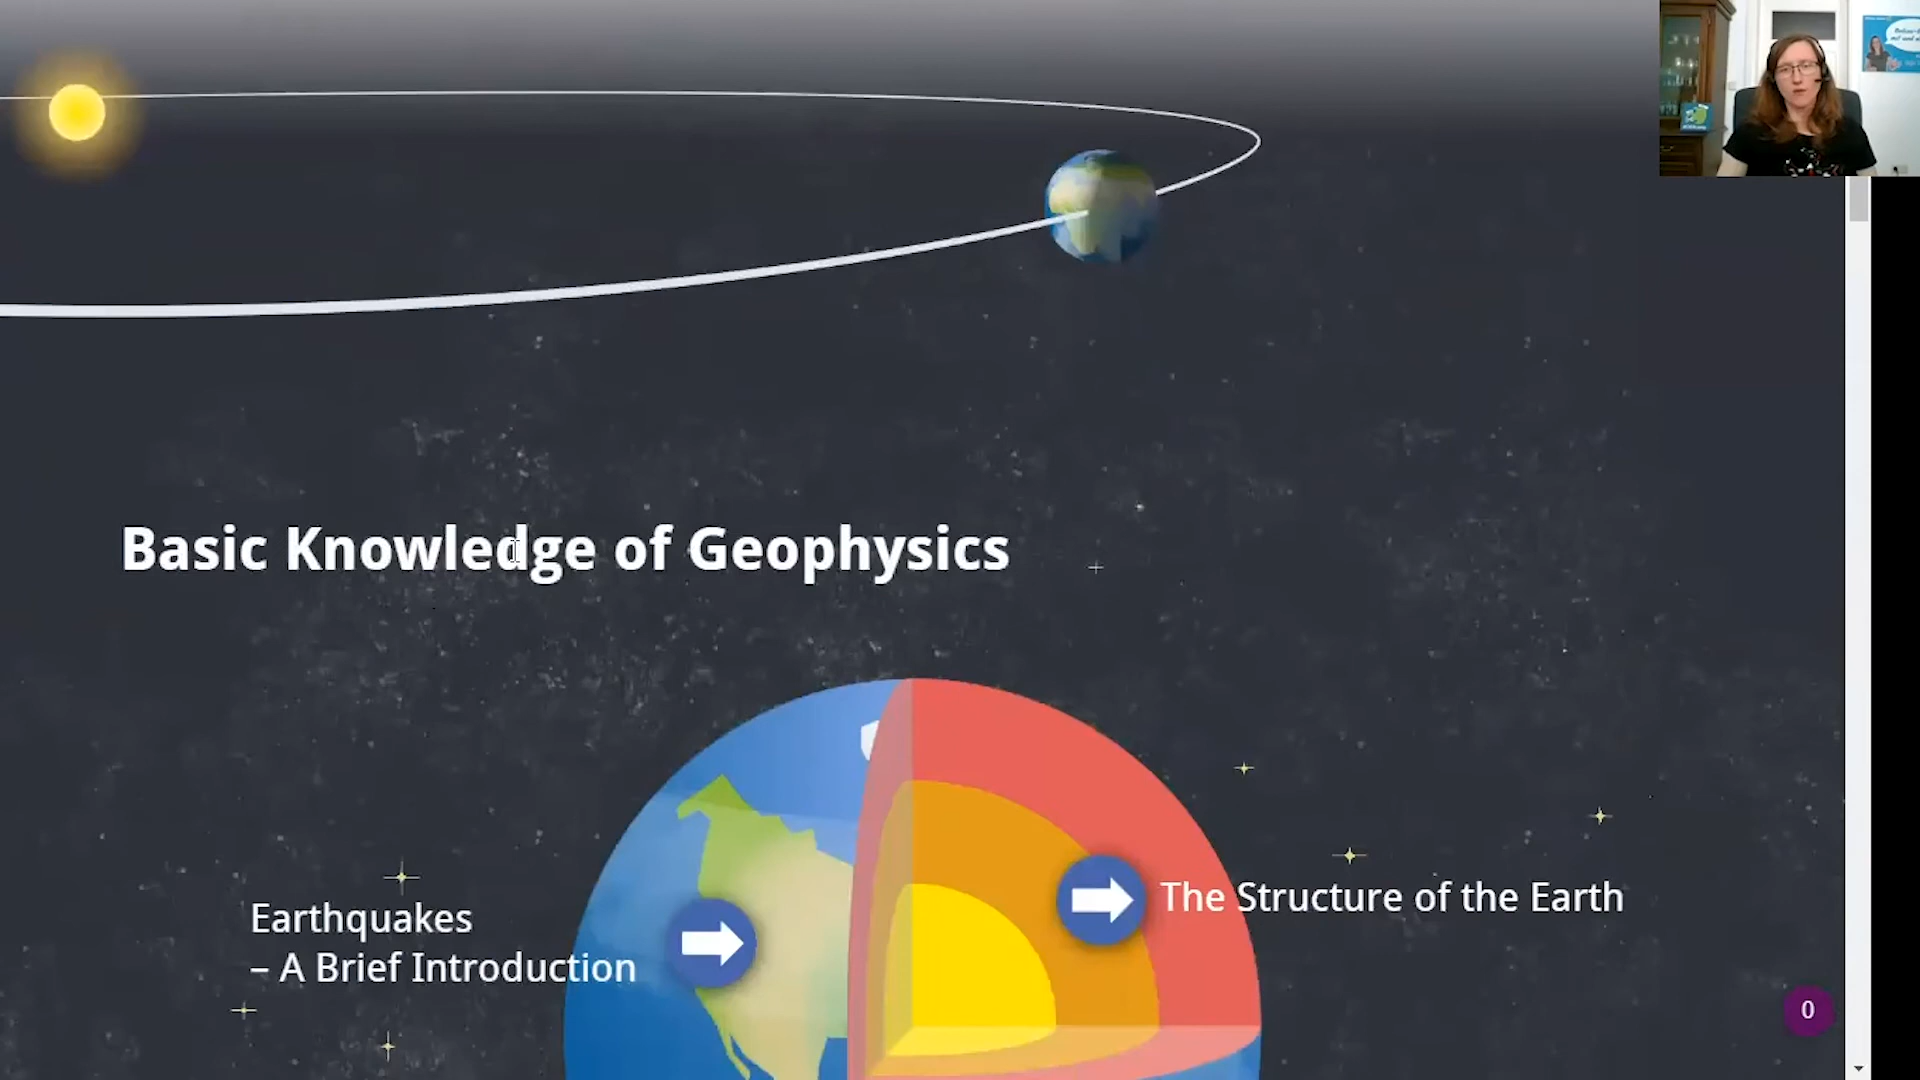 Basic Knowledge of Geophysics
The Structure of the Earth
Earthquakes
– A Brief Introduction
0